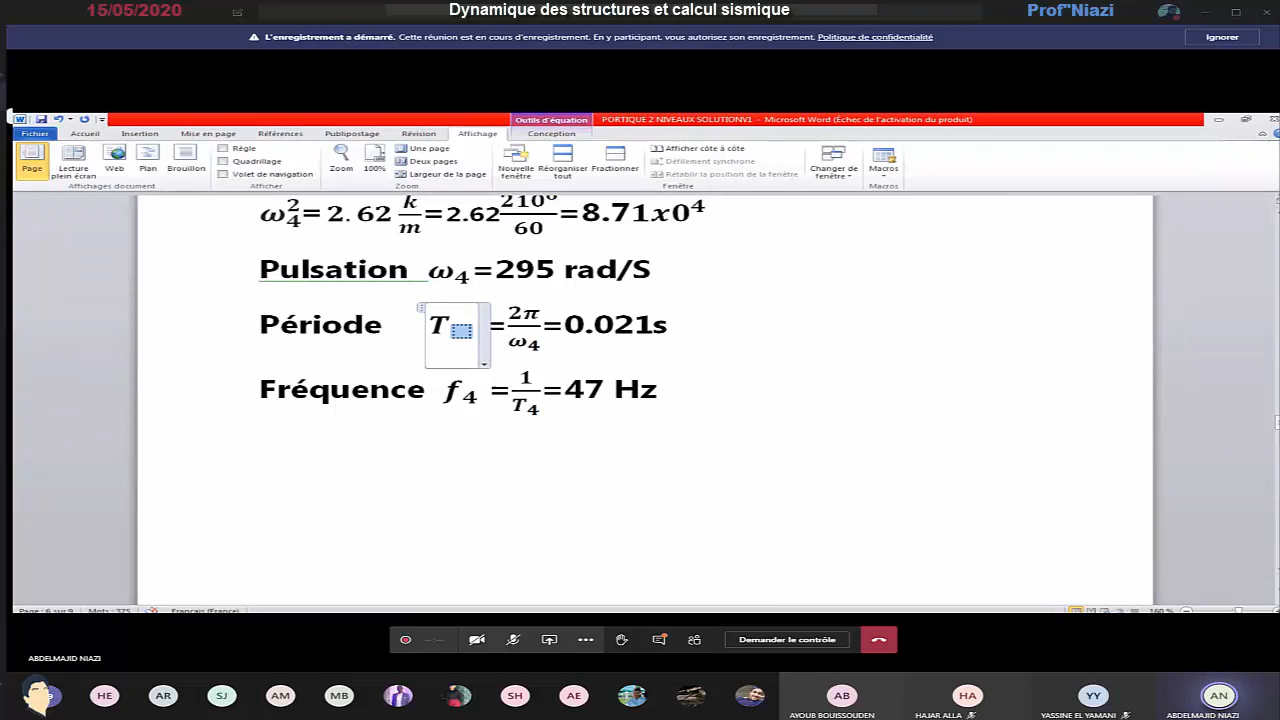 15/05/2020 Dynamique des structures et calcul sismique Prof"Niazi
L'enregistrement a démarré. Cette réunion est en cours d'enregistrement. En y participant, vous autorisez son enregistrement. Politique de confidentialité Ignorer
Outils d'équation PORTIQUE 2 NIVEAUX SOLUTIONV1 - Microsoft Word (Échec de l'activation du produit)
Fichier Accueil Insertion Mise en page Références Publipostage Révision Affichage Conception
Page Lecture plein écran Web Plan Brouillon
Affichages document
Règle
Quadrillage
Volet de navigation
Afficher
Zoom 100%
Une page
Deux pages
Largeur de la page
Zoom
Nouvelle fenêtre Réorganiser tout Fractionner
Afficher côte à côte
Défilement synchrone
Rétablir la position de la fenêtre
Fenêtre
Changer de fenêtre
Macros
Macros
ω₄²= 2. 62 k/m=2.62 210⁶/60=8.71x0⁴
Pulsation ω₄=295 rad/S
Période T =2π/ω₄=0.021s
Fréquence f₄ =1/T₄=47 Hz
Page : 6 sur 9 Mots : 375 Français (France) 160 %
Demander le contrôle
ABDELMAJID NIAZI
HE AR SJ AM MB SH AE AB HA YY AN
AYOUB BOUISSOUDEN HAJAR ALLA YASSINE EL YAMANI ABDELMAJID NIAZI